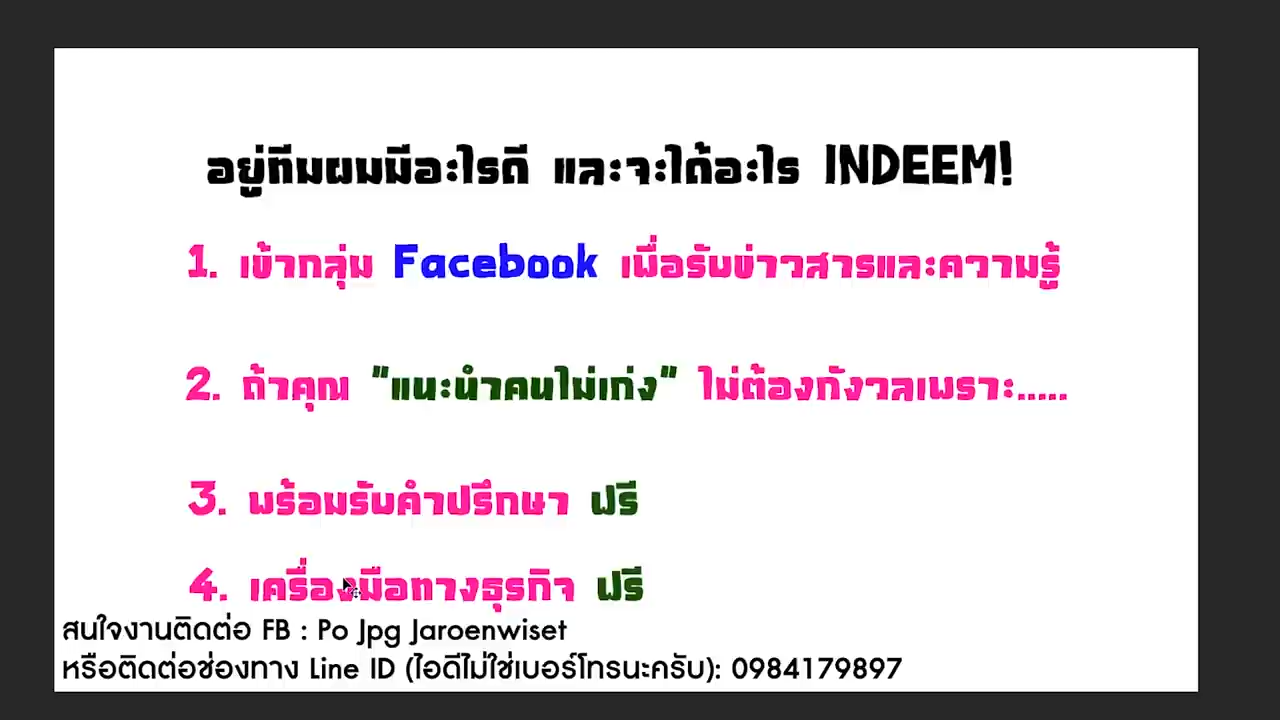 อยู่ทีมผมมีอะไรดี และจะได้อะไร INDEEM!
1. เข้ากลุ่ม Facebook เพื่อรับข่าวสารและความรู้
2. ถ้าคุณ "แนะนำคนไม่เก่ง" ไม่ต้องกังวลเพราะ.....
3. พร้อมรับคำปรึกษา ฟรี
4. เครื่องมือทางธุรกิจ ฟรี
สนใจงานติดต่อ FB : Po Jpg Jaroenwiset
หรือติดต่อช่องทาง Line ID (ไอดีไม่ใช่เบอร์โทรนะครับ): 0984179897